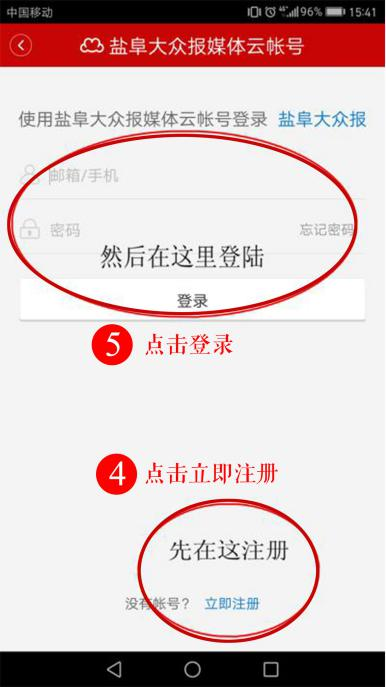 中国移动 4G 96% 15:41
盐阜大众报媒体云帐号
使用盐阜大众报媒体云帐号登录 盐阜大众报
邮箱/手机
密码 忘记密码
然后在这里登陆
登录
5 点击登录
4 点击立即注册
先在这注册
没有帐号? 立即注册